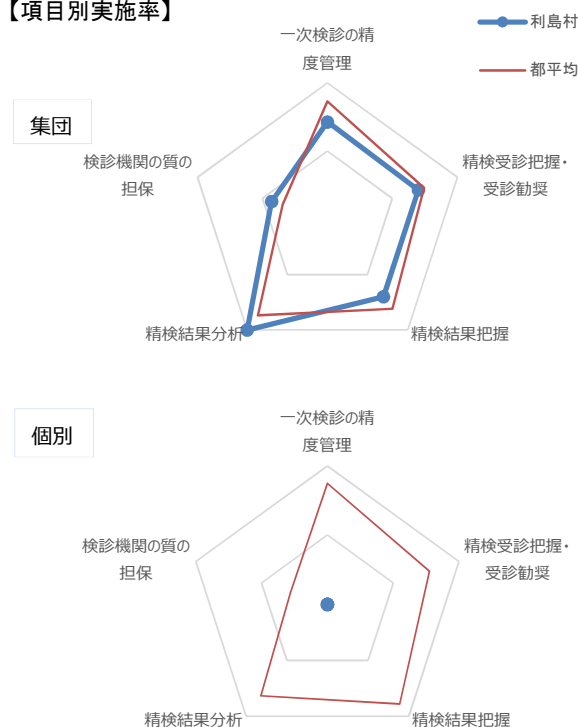 【項目別実施率】
利島村
都平均
集団
一次検診の精
度管理
精検受診把握・
受診勧奨
精検結果把握
精検結果分析
検診機関の質の
担保
個別
一次検診の精
度管理
精検受診把握・
受診勧奨
精検結果把握
精検結果分析
検診機関の質の
担保